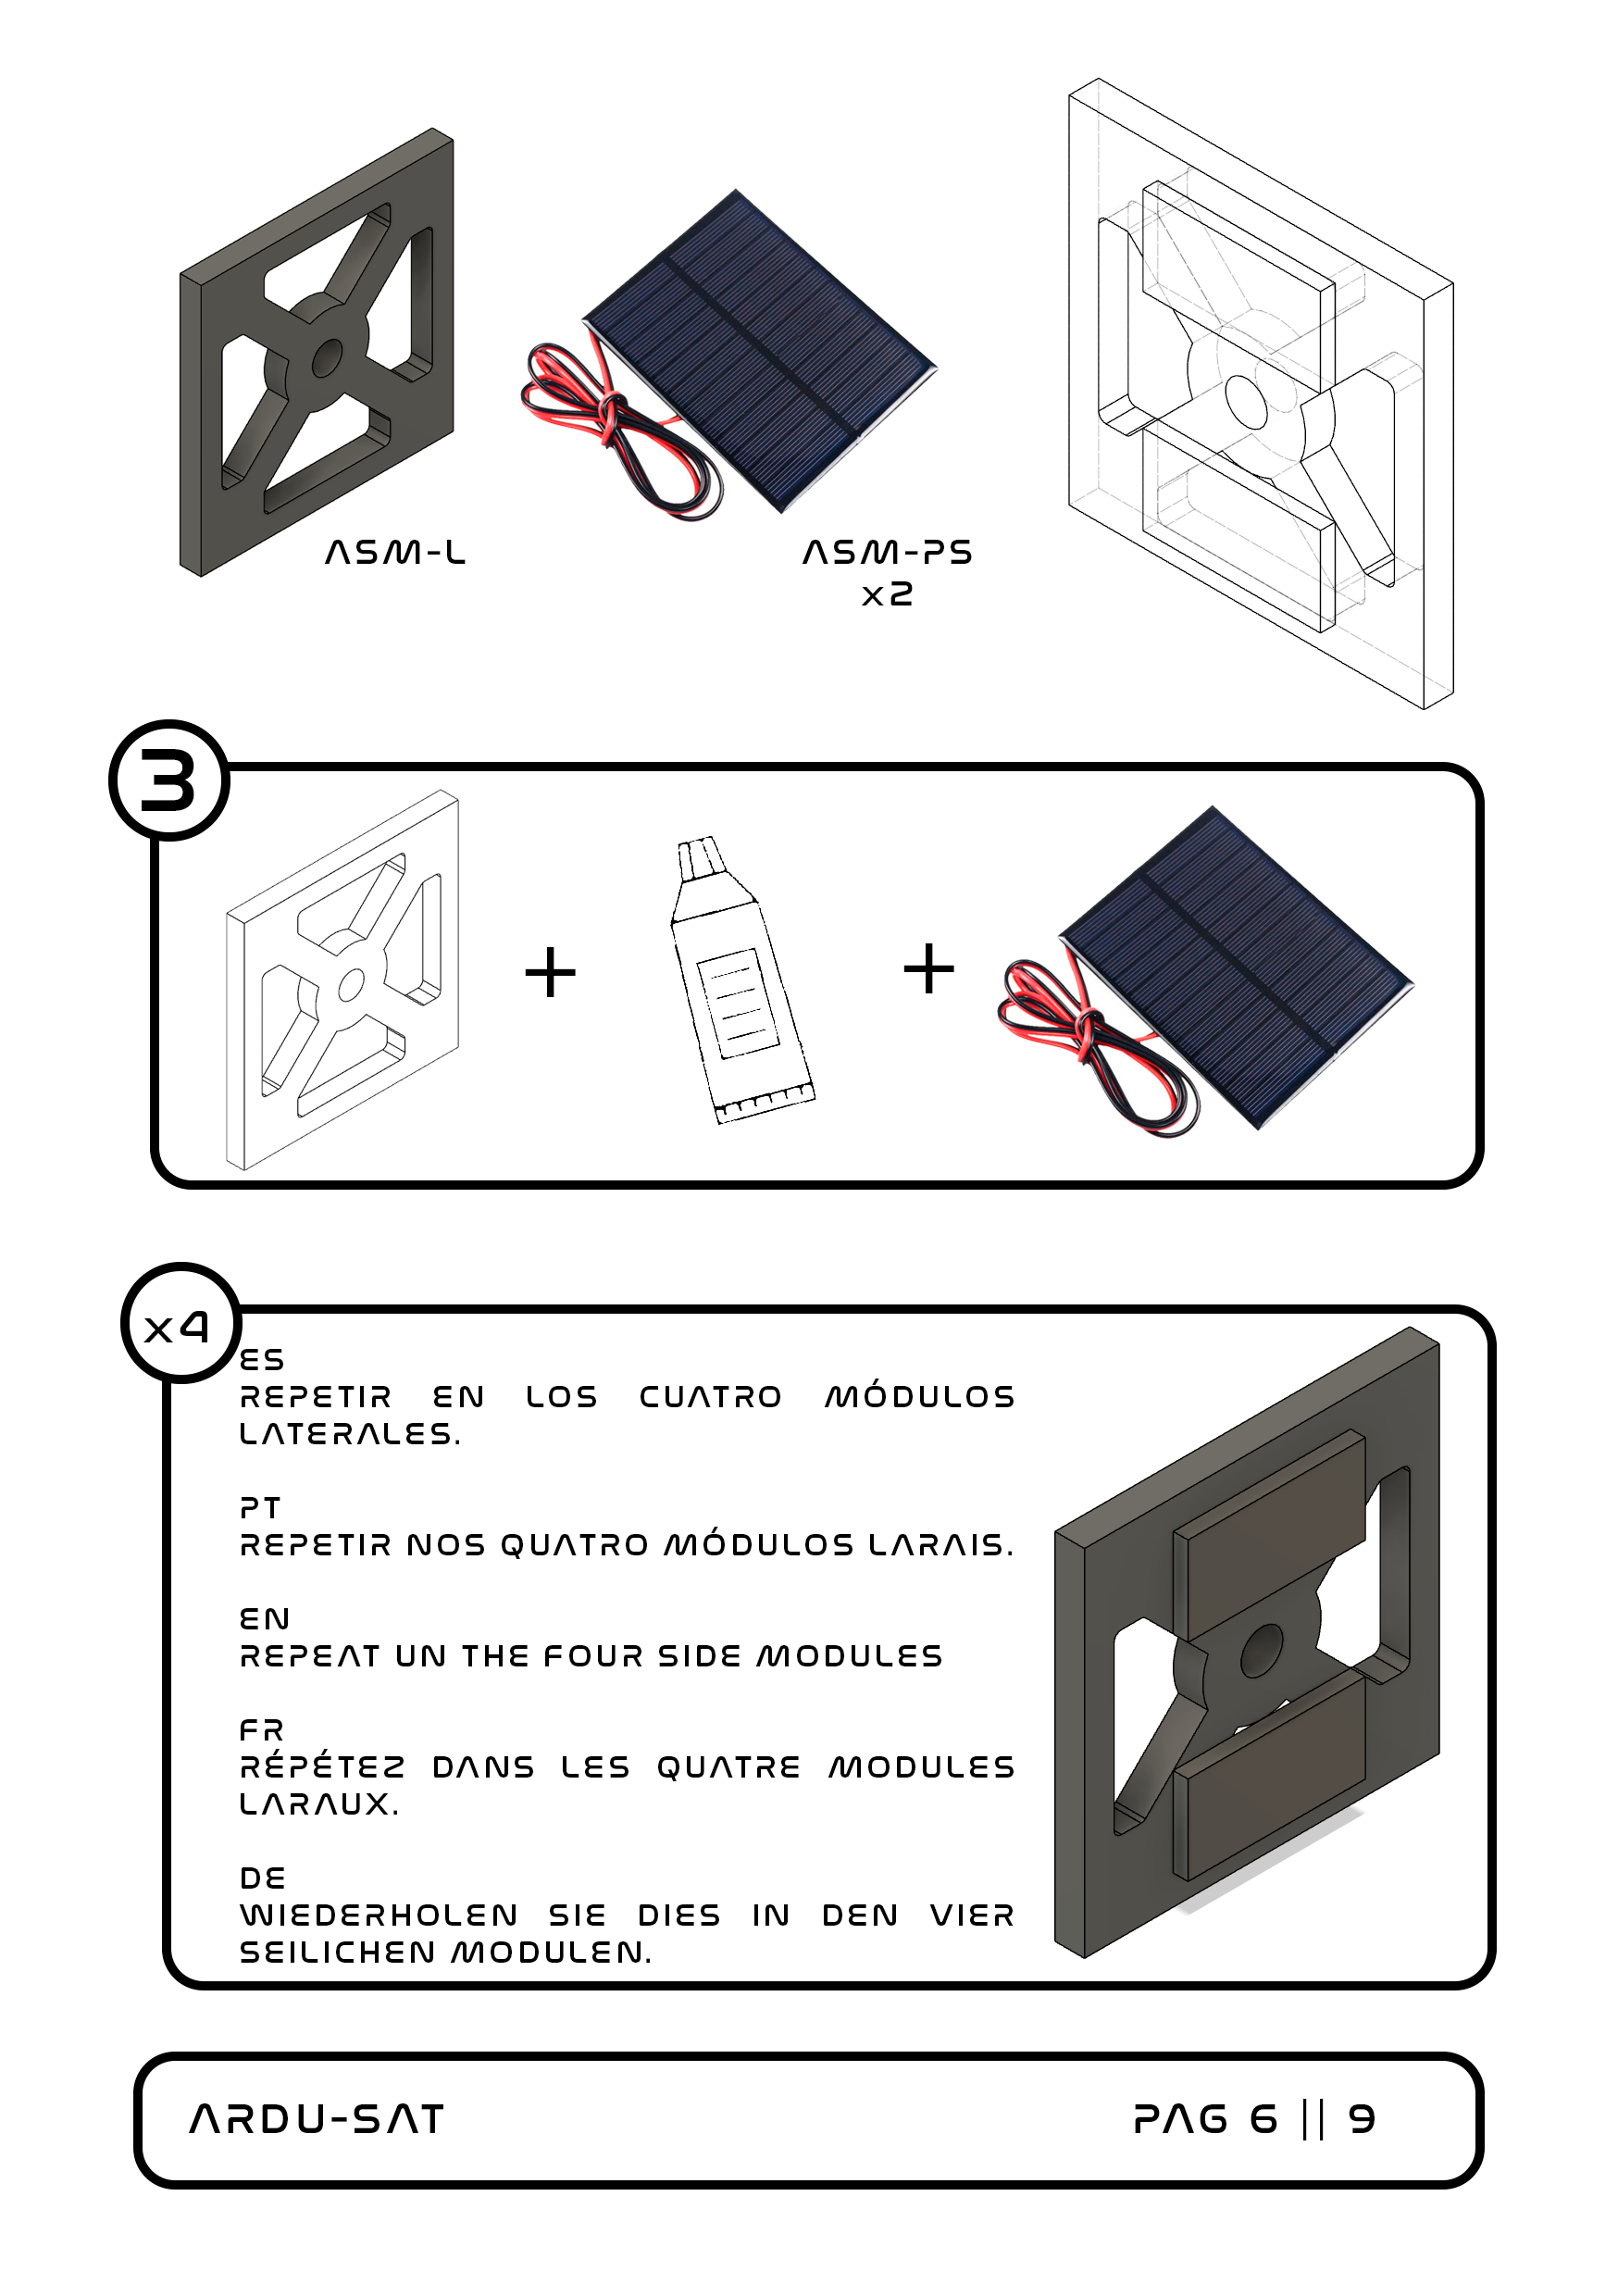 ASM-L
ASM-PS
x2
3
+
+
x4
ES
REPETIR EN LOS CUATRO MÓDULOS
LATERALES.
PT
REPETIR NOS QUATRO MÓDULOS LARAIS.
EN
REPEAT UN THE FOUR SIDE MODULES
FR
RÉPÉTEZ DANS LES QUATRE MODULES
LARAUX.
DE
WIEDERHOLEN SIE DIES IN DEN VIER
SEILICHEN MODULEN.
ARDU-SAT
PAG 6 || 9